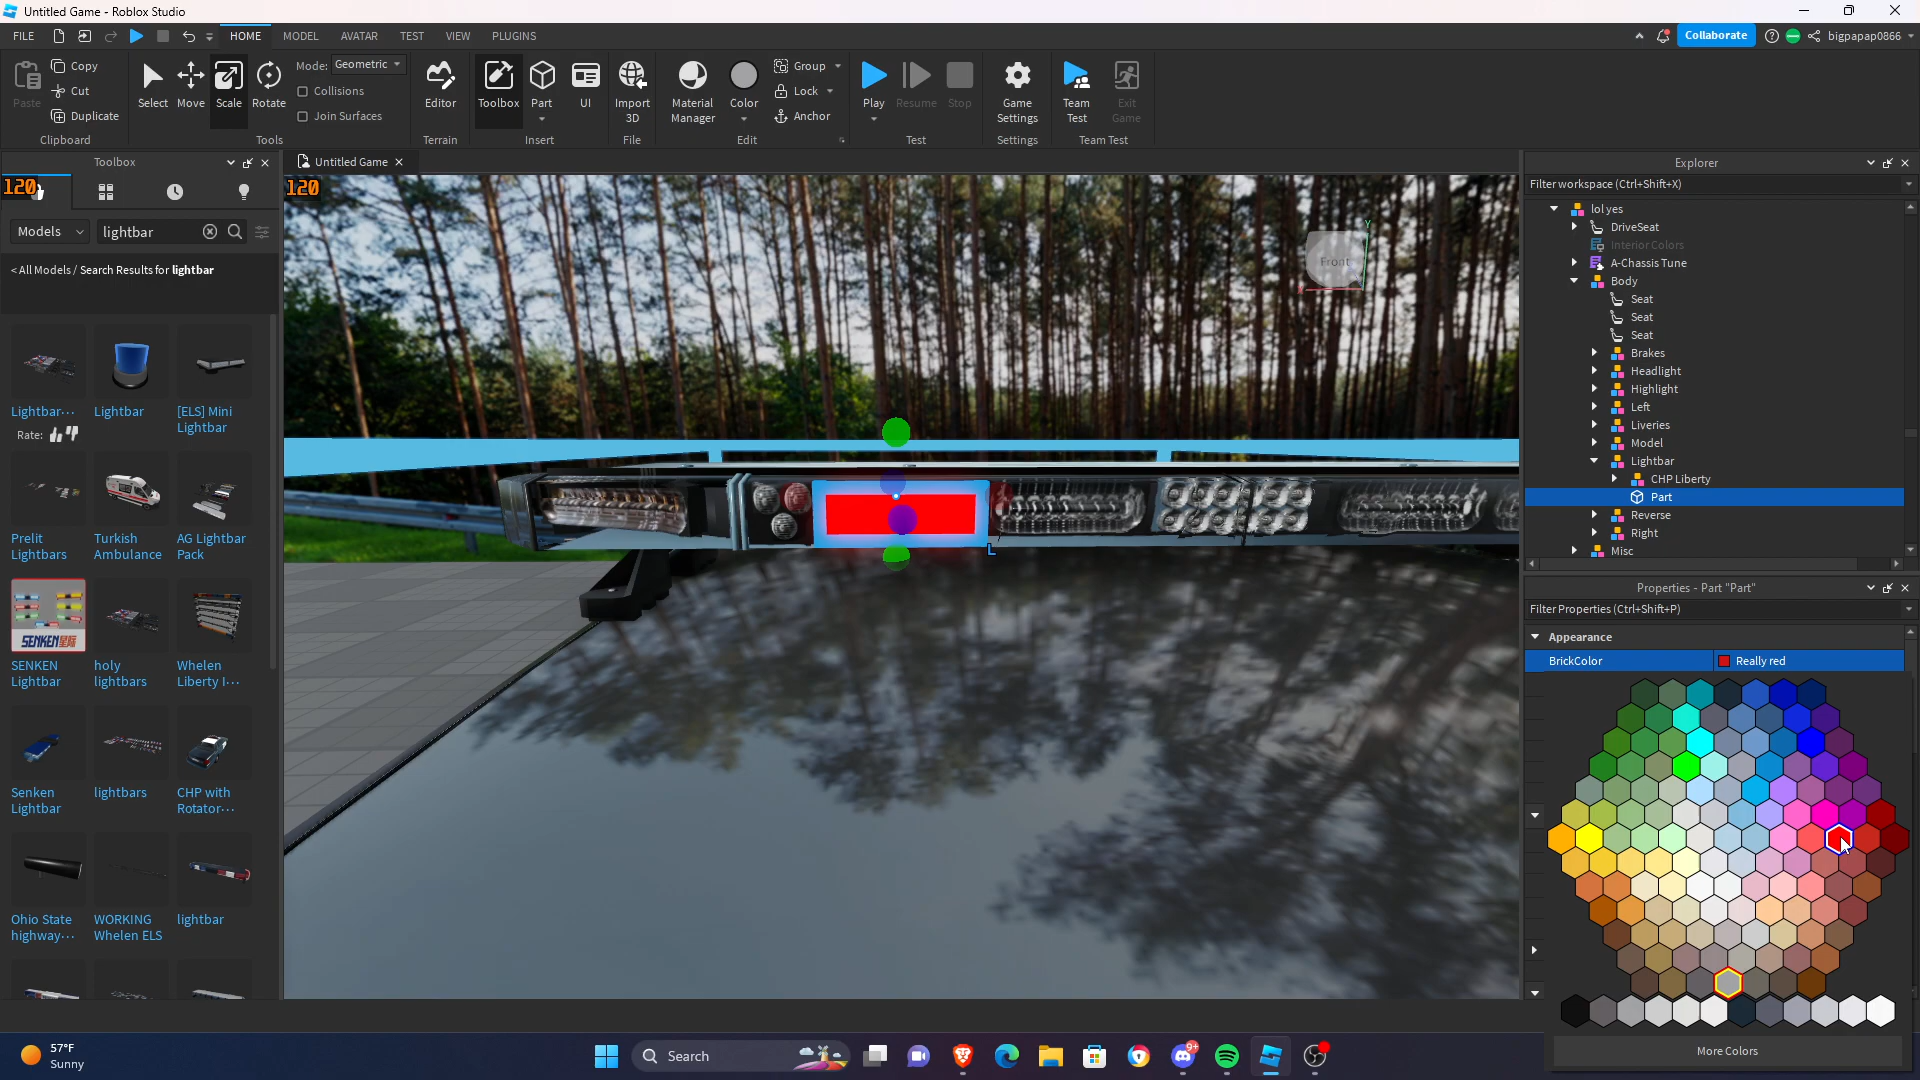 Untitled Game - Roblox Studio
FILE HOME MODEL AVATAR TEST VIEW PLUGINS
Collaborate bigpapap0866
Paste Copy Cut Duplicate
Clipboard
Select Move Scale Rotate
Mode: Geometric
Collisions
Join Surfaces
Tools
Editor
Terrain
Toolbox Part UI
Insert
Import 3D
File
Material Manager Color Group Lock Anchor
Edit
Play Resume Stop
Test
Game Settings
Settings
Team Test Exit Game
Team Test
Toolbox
120
Models lightbar
< All Models / Search Results for lightbar
Lightbar··· Lightbar [ELS] Mini Lightbar
Rate:
Prelit Lightbars Turkish Ambulance AG Lightbar Pack
SENKEN
SENKEN Lightbar holy lightbars Whelen Liberty I···
Senken Lightbar lightbars CHP with Rotator···
Ohio State highway··· WORKING Whelen ELS lightbar
Untitled Game
120
Front
Y
X
L
Explorer
Filter workspace (Ctrl+Shift+X)
lol yes
DriveSeat
Interior Colors
A-Chassis Tune
Body
Seat
Seat
Seat
Brakes
Headlight
Highlight
Left
Liveries
Model
Lightbar
CHP Liberty
Part
Reverse
Right
Misc
Properties - Part "Part"
Filter Properties (Ctrl+Shift+P)
Appearance
BrickColor Really red
More Colors
57°F
Sunny
Search
9+